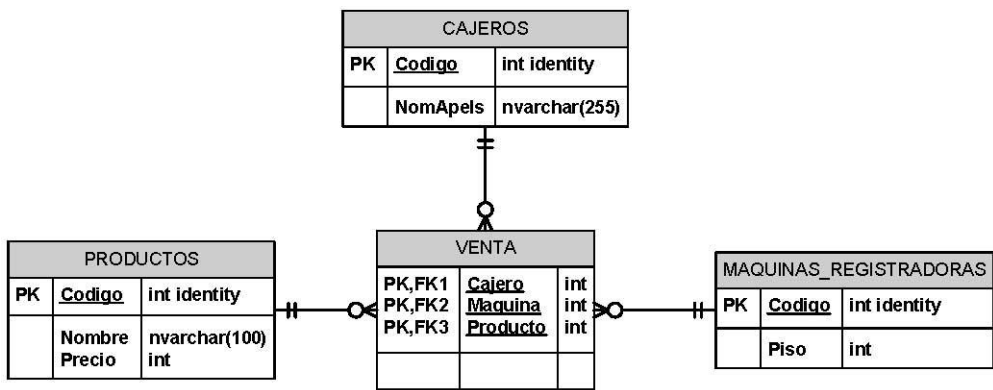 CAJEROS
PK Codigo int identity
NomApels nvarchar(255)
PRODUCTOS
PK Codigo int identity
Nombre nvarchar(100)
Precio int
VENTA
PK,FK1 Cajero int
PK,FK2 Maquina int
PK,FK3 Producto int
MAQUINAS_REGISTRADORAS
PK Codigo int identity
Piso int